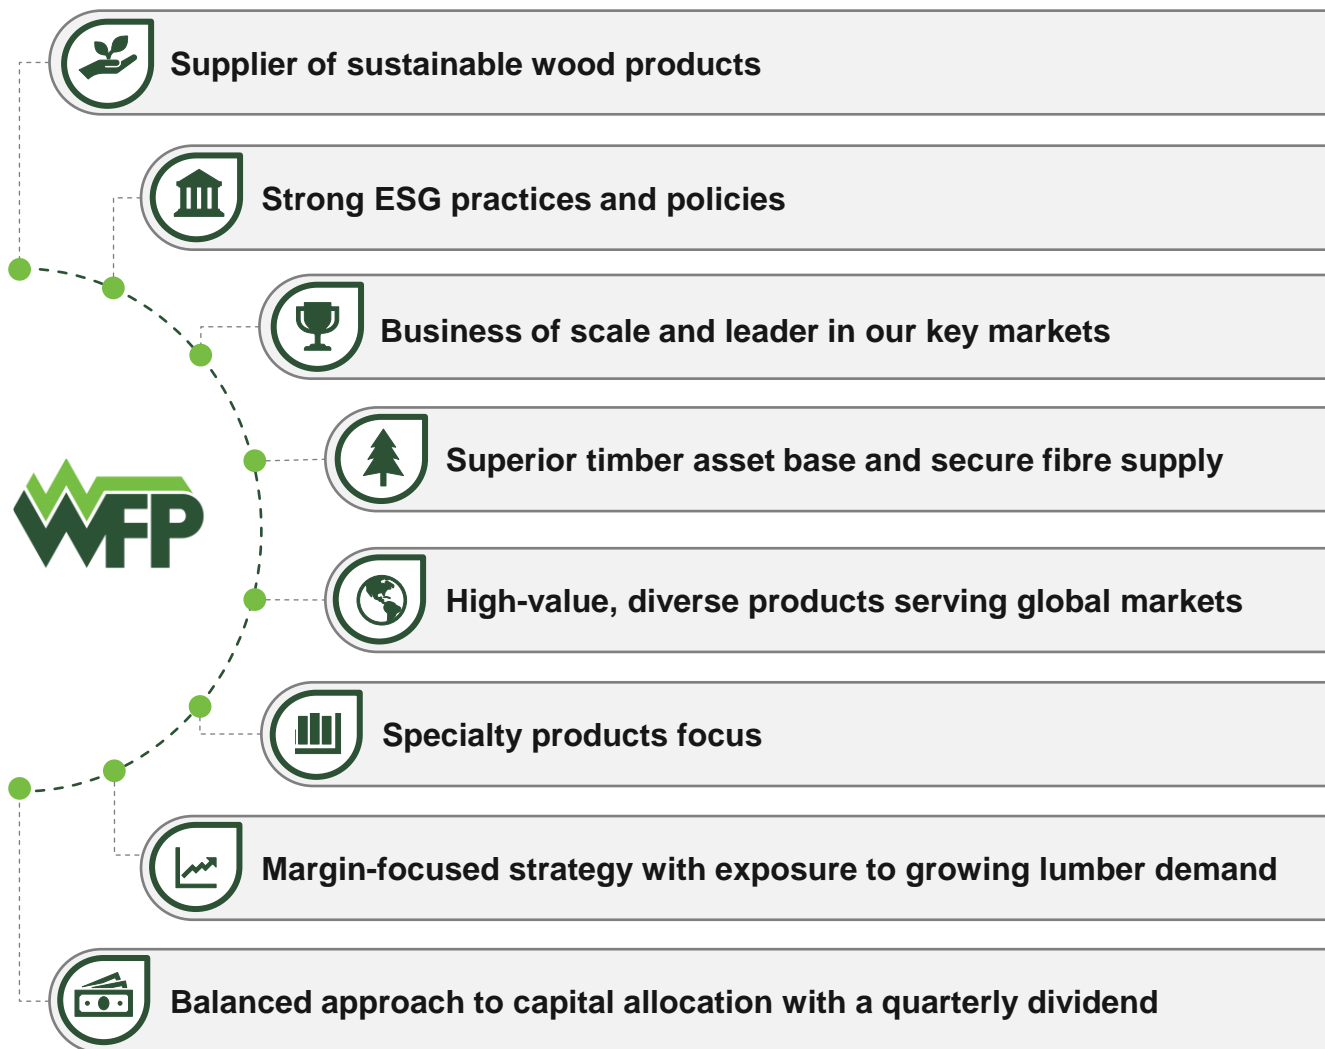 Supplier of sustainable wood products
Strong ESG practices and policies
Business of scale and leader in our key markets
Superior timber asset base and secure fibre supply
WFP
High-value, diverse products serving global markets
Specialty products focus
Margin-focused strategy with exposure to growing lumber demand
Balanced approach to capital allocation with a quarterly dividend